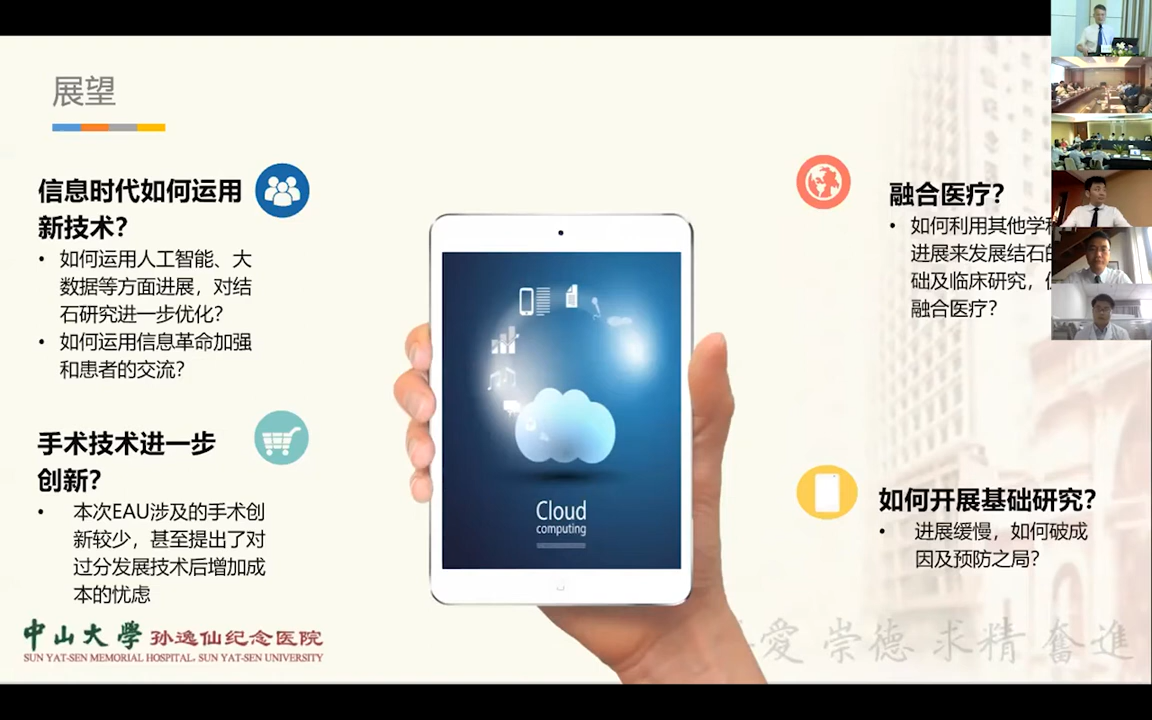 展望
信息时代如何运用
新技术？
• 如何运用人工智能、大
数据等方面进展，对结
石研究进一步优化？
• 如何运用信息革命加强
和患者的交流？
手术技术进一步
创新？
• 本次EAU涉及的手术创
新较少，甚至提出了对
过分发展技术后增加成
本的忧虑
Cloud
computing
融合医疗？
• 如何利用其他学科
进展来发展结石的
础及临床研究，
融合医疗？
如何开展基础研究？
• 进展缓慢，如何破成
因及预防之局？
中山大學 孙逸仙纪念医院
SUN YAT-SEN MEMORIAL HOSPITAL, SUN YAT-SEN UNIVERSITY
愛 崇德 求精 奮進